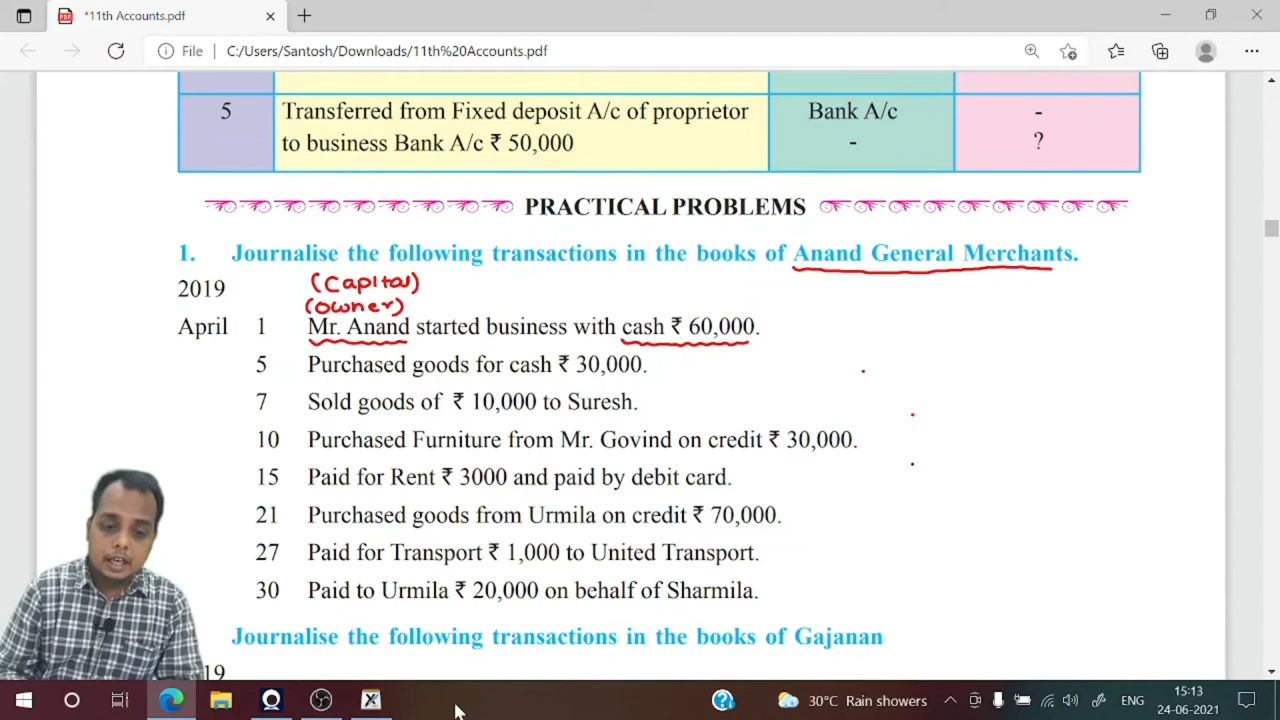 *11th Accounts.pdf
File C:/Users/Santosh/Downloads/11th%20Accounts.pdf
5 Transferred from Fixed deposit A/c of proprietor Bank A/c -
to business Bank A/c ₹ 50,000 - ?
PRACTICAL PROBLEMS
1. Journalise the following transactions in the books of Anand General Merchants.
2019 (Capital)
(owner)
April 1 Mr. Anand started business with cash ₹ 60,000.
5 Purchased goods for cash ₹ 30,000.
7 Sold goods of ₹ 10,000 to Suresh.
10 Purchased Furniture from Mr. Govind on credit ₹ 30,000.
15 Paid for Rent ₹ 3000 and paid by debit card.
21 Purchased goods from Urmila on credit ₹ 70,000.
27 Paid for Transport ₹ 1,000 to United Transport.
30 Paid to Urmila ₹ 20,000 on behalf of Sharmila.
Journalise the following transactions in the books of Gajanan
19
30°C Rain showers ENG 15:13
24-06-2021